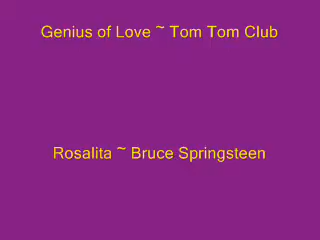 Genius of Love ~ Tom Tom Club
Rosalita ~ Bruce Springsteen